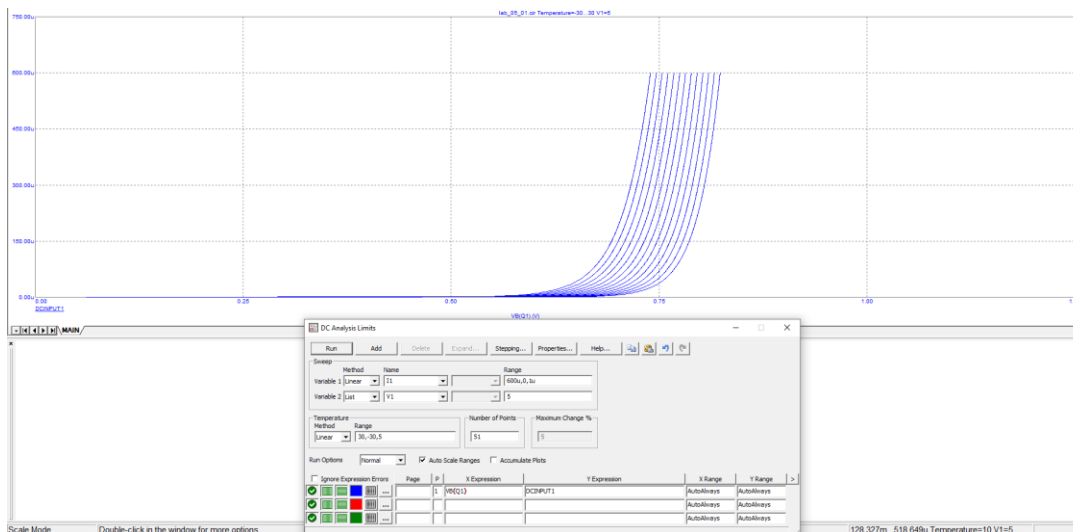 lab_05_01.cir Temperature=-30...30 V1=5
750.00u
600.00u
450.00u
300.00u
150.00u
0.00u
0.00 0.25 0.50 0.75 1.00
DCINPUT1
VB(Q1) (V)
MAIN
DC Analysis Limits
Run Add Delete Expand... Stepping... Properties... Help...
Sweep
Method Name Range
Variable 1 Linear I1 600u,0,1u
Variable 2 List V1 5
Temperature
Method Range
Linear 30,-30,5
Number of Points
51
Maximum Change %
5
Run Options Normal Auto Scale Ranges Accumulate Plots
Ignore Expression Errors Page P X Expression Y Expression X Range Y Range >
... 1 VB(Q1) DCINPUT1 AutoAlways AutoAlways
... AutoAlways AutoAlways
... AutoAlways AutoAlways
Scale Mode Double-click in the window for more options 128.327m, 518.649u Temperature=10 V1=5